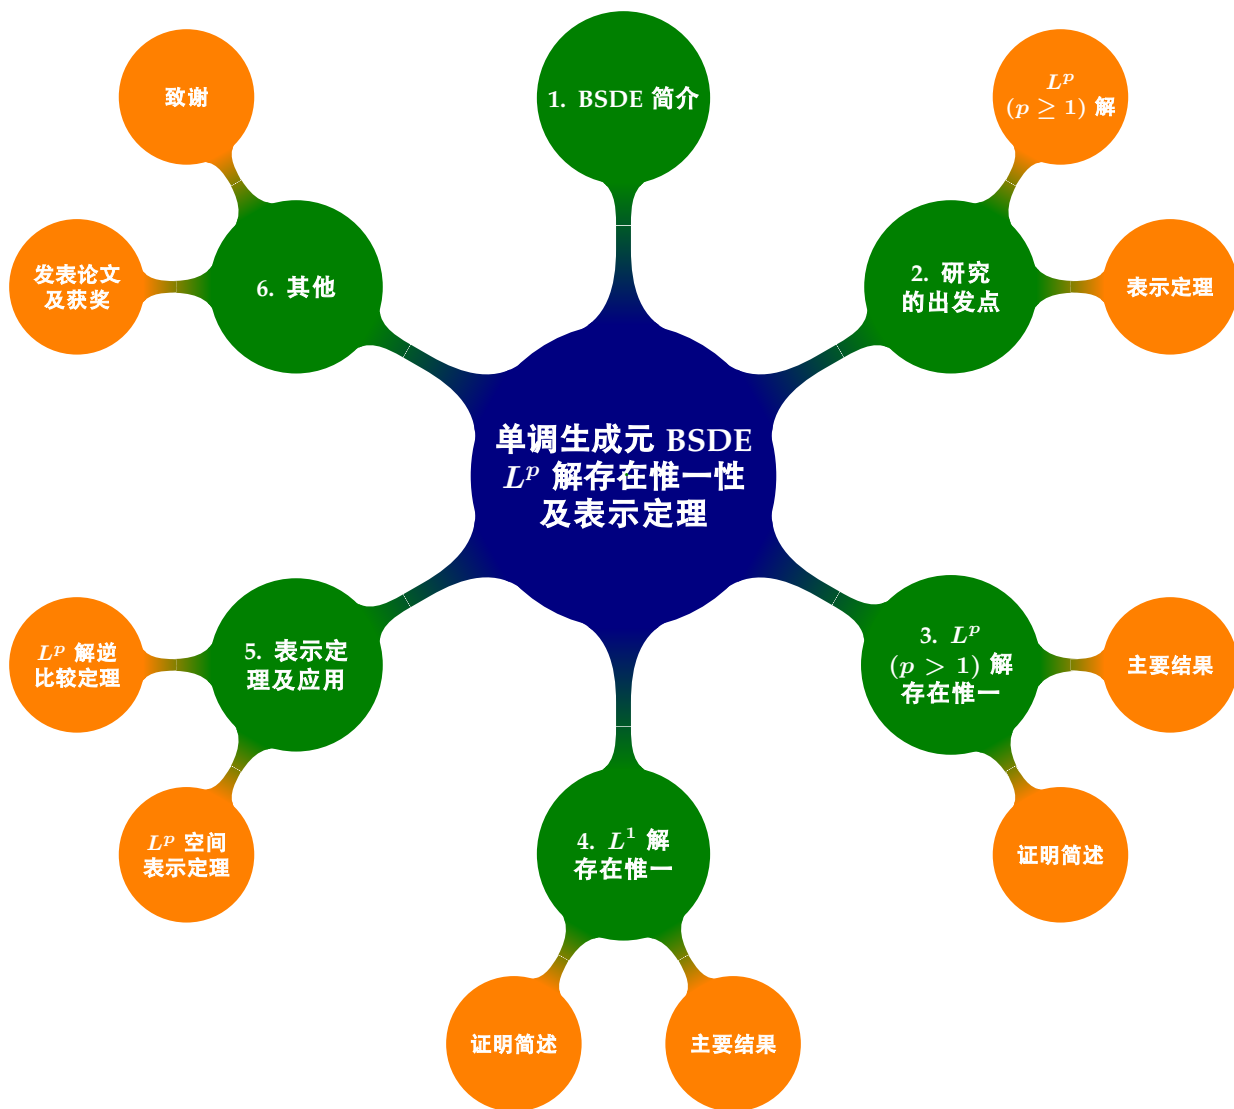 单调生成元 BSDE
L^p 解存在惟一性
及表示定理
1. BSDE 简介
2. 研究
的出发点
L^p
(p ≥ 1) 解
表示定理
3. L^p
(p > 1) 解
存在惟一
主要结果
证明简述
4. L^1 解
存在惟一
主要结果
证明简述
5. 表示定
理及应用
L^p 空间
表示定理
L^p 解逆
比较定理
6. 其他
发表论文
及获奖
致谢